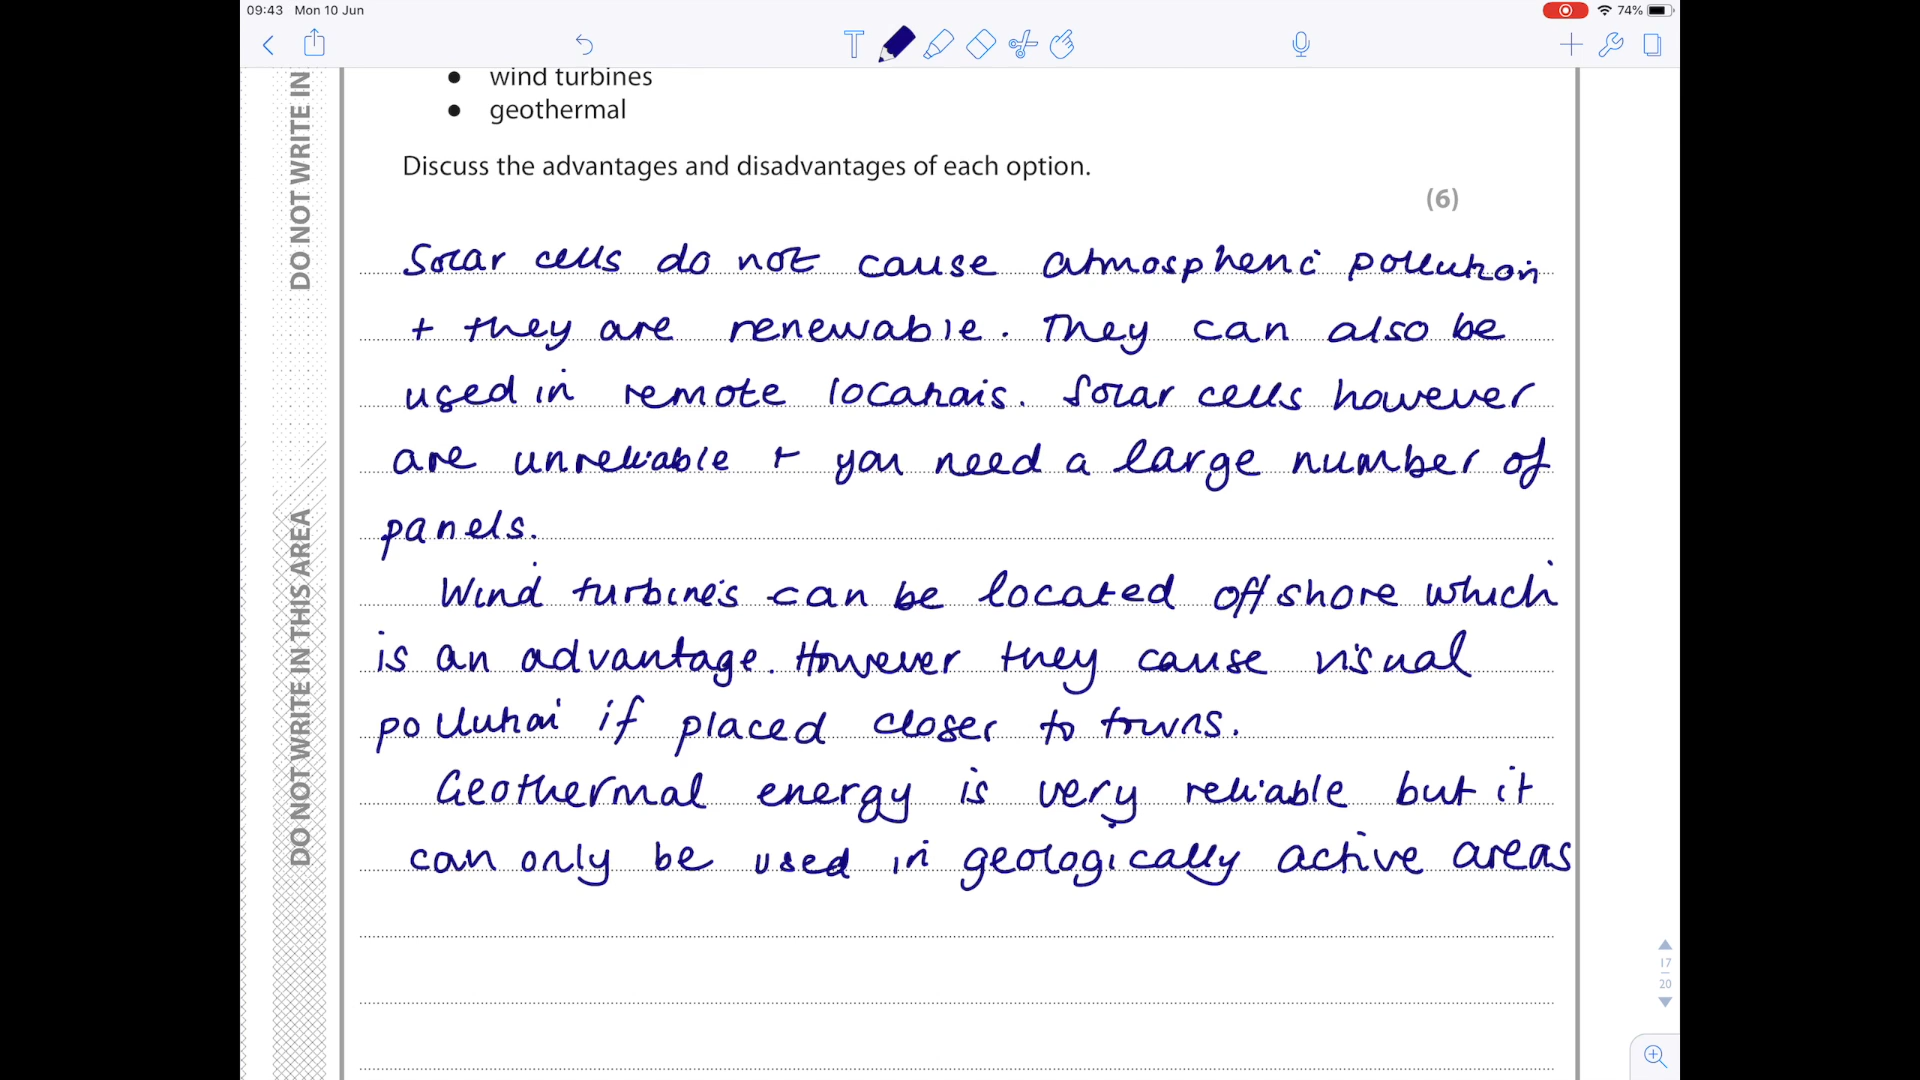 09:43 Mon 10 Jun
74%
T
DO NOT WRITE IN
wind turbines
geothermal
Discuss the advantages and disadvantages of each option.
(6)
Solar cells do not cause atmospheric pollution
+ they are renewable. They can also be
used in remote locations. Solar cells however
are unreliable + you need a large number of
panels.
DO NOT WRITE IN THIS AREA
Wind turbines can be located offshore which
is an advantage. However they cause visual
pollution if placed closer to towns.
Geothermal energy is very reliable but it
can only be used in geologically active areas
17
20